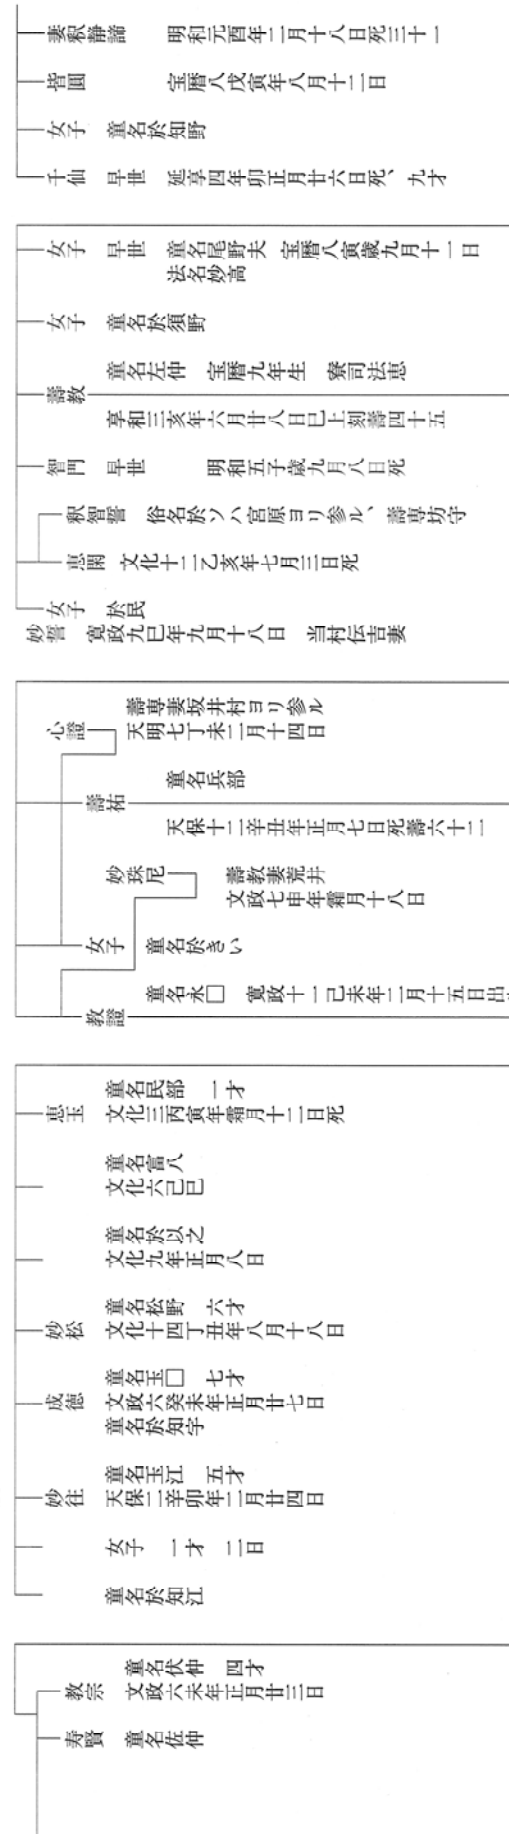 妻釈静諦　明和元酉年二月十八日死三十一
皆圓　宝暦八戊寅年八月十二日
女子　童名於知野
千仙　早世　延享四年卯正月廿六日死、九才
女子　早世　童名尾野夫　宝暦八寅歳九月十一日
法名妙高
女子　童名於須野
童名左仲　宝暦九年生　寮司法恵
壽教
享和三亥年六月廿八日巳上刻壽四十五
智門　早世　明和五子歳九月八日死
釈智誓　俗名於ソハ宮原ヨリ参ル、壽専坊守
恵閑　文化十二乙亥年七月三日死
女子　於民
妙誓　寛政九巳年九月十八日　当村伝吉妻
壽専妻坂井村ヨリ参ル
心證　天明七丁未二月十四日
童名兵部
壽祐
天保十二辛丑年正月七日死壽六十二
妙珠尼　壽教妻荒井
文政七申年霜月十八日
女子　童名於きい
童名永□　寛政十一己未年二月十五日出
教證
童名民部　一才
恵玉　文化三丙寅年霜月十二日死
童名富八
文化六己巳
童名於以之
文化九年正月八日
童名松野　六才
妙松　文化十四丁丑年八月十八日
童名玉□　七才
成徳　文政六癸未年正月廿七日
童名於知宇
童名玉江　五才
妙往　天保二辛卯年二月廿四日
女子　一才　二日
童名於知江
童名伏仲　四才
教宗　文政六未年正月廿三日
寿賢　童名佐仲